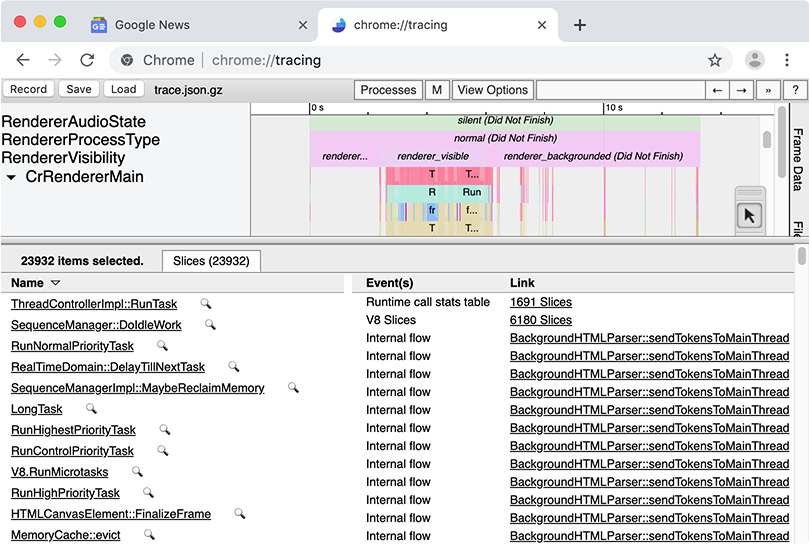 Google News
chrome://tracing
Chrome | chrome://tracing
Record Save Load trace.json.gz Processes M View Options ← → » ?
0 s 10 s
RendererAudioState silent (Did Not Finish)
RendererProcessType normal (Did Not Finish)
RendererVisibility renderer... renderer_visible renderer_backgrounded (Did Not Finish)
CrRendererMain T T...
R Run
fr f...
T T...
Frame Data
File
23932 items selected. Slices (23932)
Name Event(s) Link
ThreadControllerImpl::RunTask
SequenceManager::DoIdleWork
RunNormalPriorityTask
RealTimeDomain::DelayTillNextTask
SequenceManagerImpl::MaybeReclaimMemory
LongTask
RunHighestPriorityTask
RunControlPriorityTask
V8.RunMicrotasks
RunHighPriorityTask
HTMLCanvasElement::FinalizeFrame
MemoryCache::evict
Runtime call stats table 1691 Slices
V8 Slices 6180 Slices
Internal flow BackgroundHTMLParser::sendTokensToMainThread
Internal flow BackgroundHTMLParser::sendTokensToMainThread
Internal flow BackgroundHTMLParser::sendTokensToMainThread
Internal flow BackgroundHTMLParser::sendTokensToMainThread
Internal flow BackgroundHTMLParser::sendTokensToMainThread
Internal flow BackgroundHTMLParser::sendTokensToMainThread
Internal flow BackgroundHTMLParser::sendTokensToMainThread
Internal flow BackgroundHTMLParser::sendTokensToMainThread
Internal flow BackgroundHTMLParser::sendTokensToMainThread
Internal flow BackgroundHTMLParser::sendTokensToMainThread
Internal flow BackgroundHTMLParser::sendTokensToMainThread
Internal flow BackgroundHTMLParser::sendTokensToMainThread